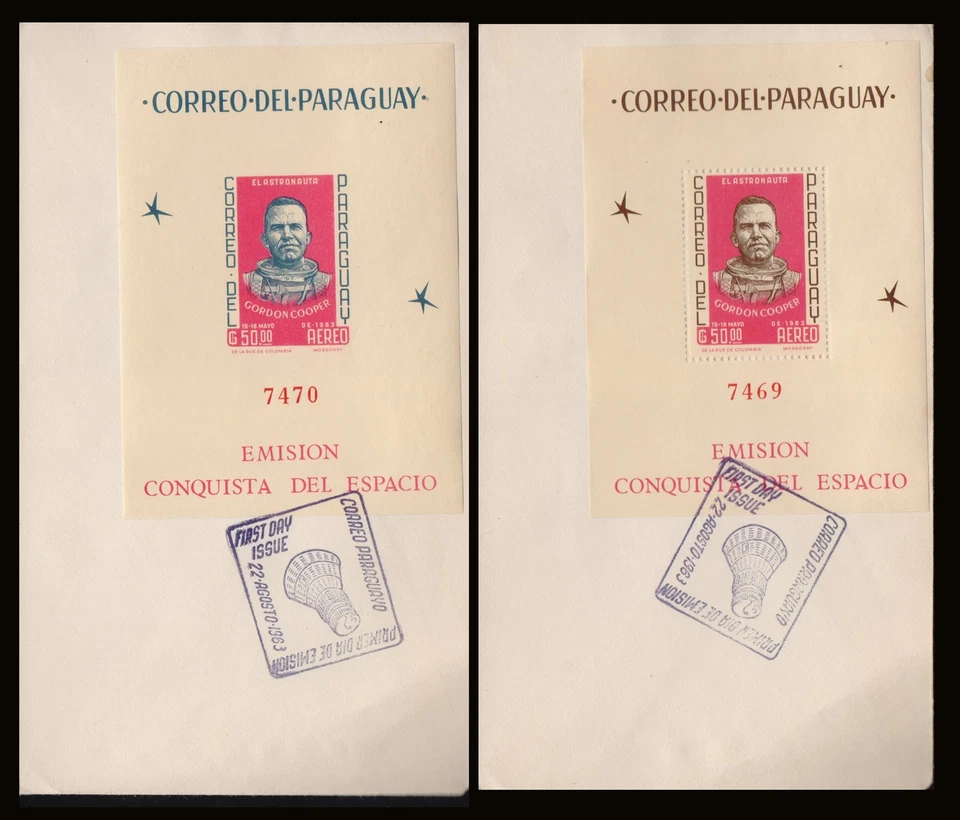 ·CORREO·DEL·PARAGUAY·
EL ASTRONAUTA
CORREO·DEL
PARAGUAY
GORDON COOPER
15-16 MAYO DE-1963
G 50.00 AEREO
DE LA RUE DE COLOMBIA
7470
EMISION
CONQUISTA DEL ESPACIO
FIRST DAY
ISSUE
22-AGOSTO-1963
CORREO PARAGUAYO
PRIMER DIA DE EMISION
·CORREO·DEL·PARAGUAY·
EL ASTRONAUTA
CORREO·DEL
PARAGUAY
GORDON COOPER
15-16 MAYO DE-1963
G 50.00 AEREO
DE LA RUE DE COLOMBIA
7469
EMISION
CONQUISTA DEL ESPACIO
FIRST DAY
ISSUE
22-AGOSTO-1963
CORREO PARAGUAYO
PRIMER DIA DE EMISION